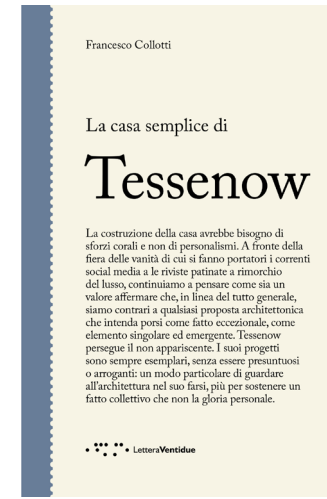 Francesco Collotti
La casa semplice di
Tessenow
La costruzione della casa avrebbe bisogno di
sforzi corali e non di personalismi. A fronte della
fiera delle vanità di cui si fanno portatori i correnti
social media a le riviste patinate a rimorchio
del lusso, continuiamo a pensare come sia un
valore affermare che, in linea del tutto generale,
siamo contrari a qualsiasi proposta architettonica
che intenda porsi come fatto eccezionale, come
elemento singolare ed emergente. Tessenow
persegue il non appariscente. I suoi progetti
sono sempre esemplari, senza essere presuntuosi
o arroganti: un modo particolare di guardare
all’architettura nel suo farsi, più per sostenere un
fatto collettivo che non la gloria personale.
LetteraVentidue